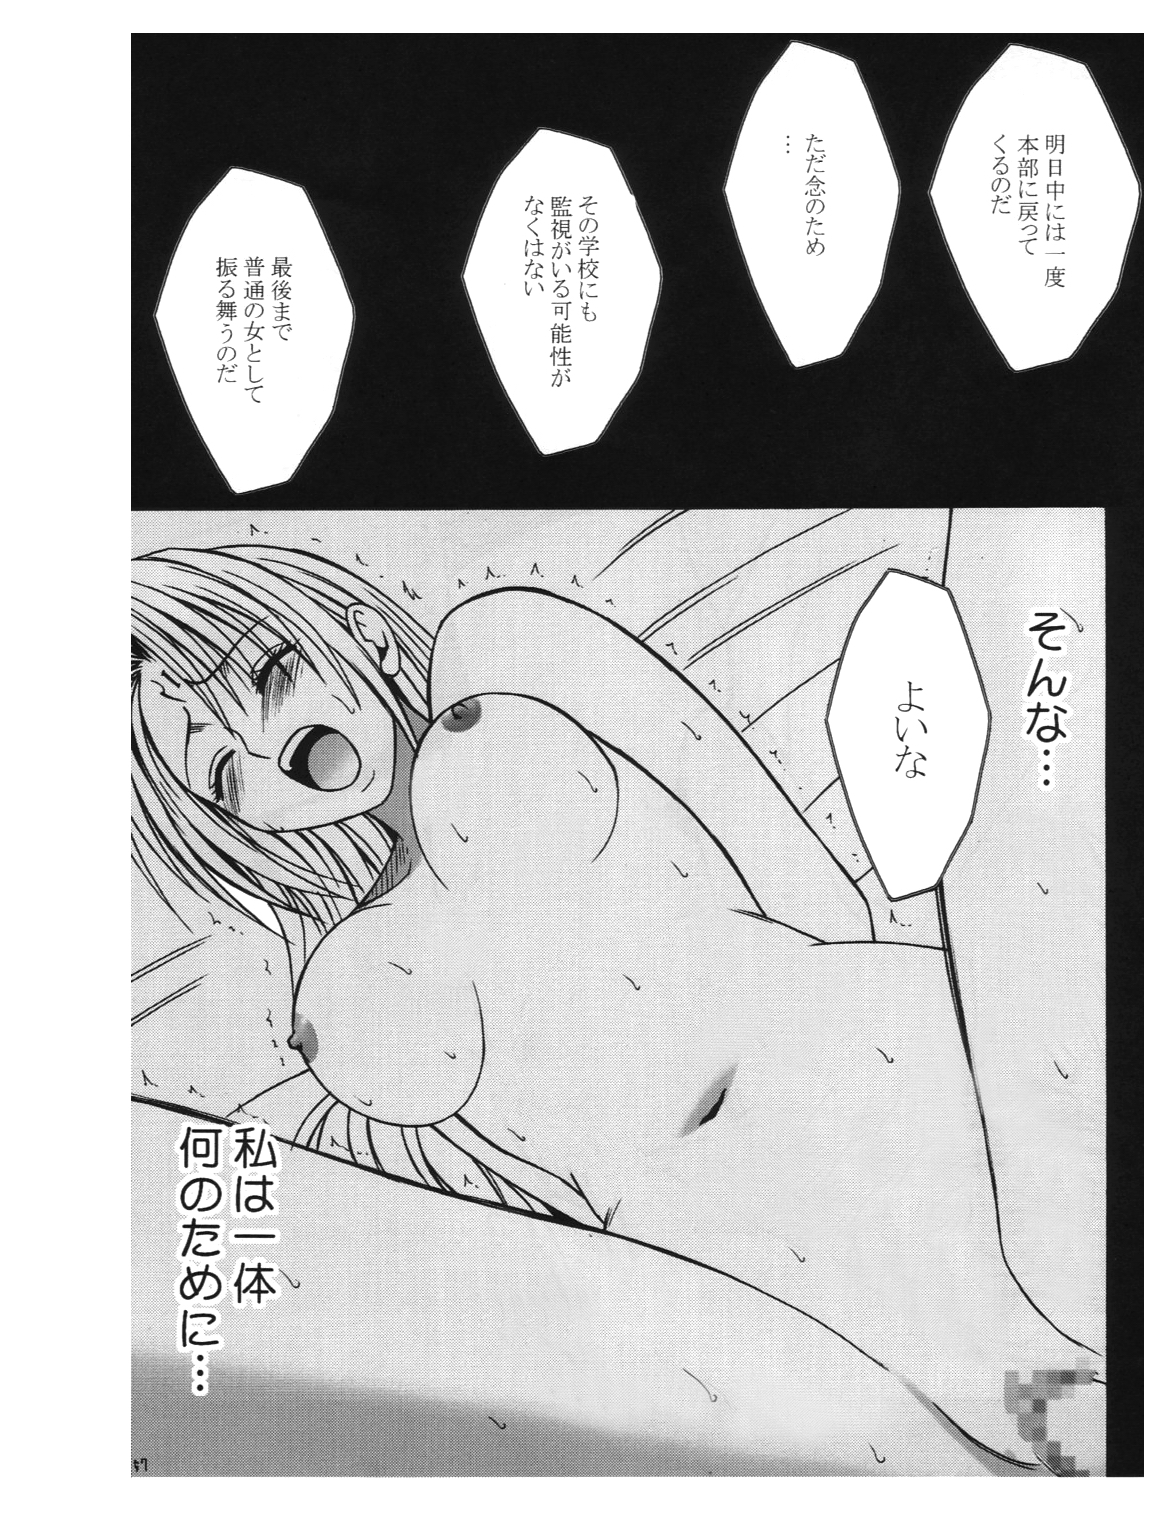 明日中には一度
本部に戻って
くるのだ
ただ念のため
…
その学校にも
監視がいる可能性が
なくはない
最後まで
普通の女として
振る舞うのだ
よいな
そんな…
私は一体
何のために…
57